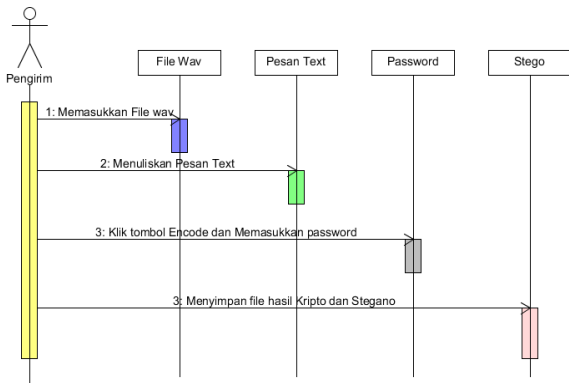 File Wav
Pesan Text
Password
Stego
Pengirim
1: Memasukkan File wav
2: Menuliskan Pesan Text
3: Klik tombol Encode dan Memasukkan password
3: Menyimpan file hasil Kripto dan Stegano